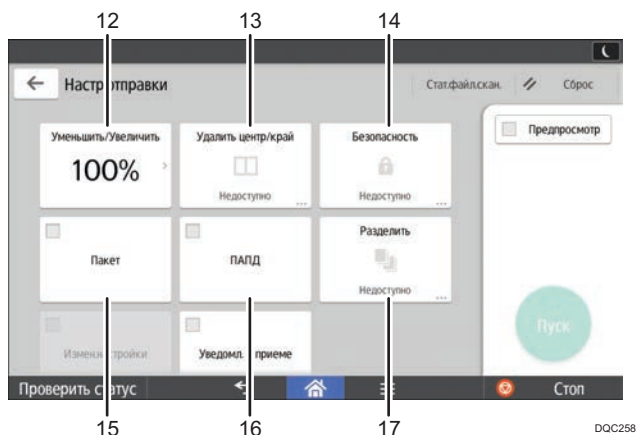 12 13 14
Настр. отправки Стат.файл.скан. Сброс
Уменьшить/Увеличить Удалить центр/край Безопасность Предпросмотр
100%
Недоступно Недоступно
Пакет ПАПД Разделить
Недоступно
Пуск
Уведомл. приеме
Проверить статус Стоп
15 16 17
DQC258